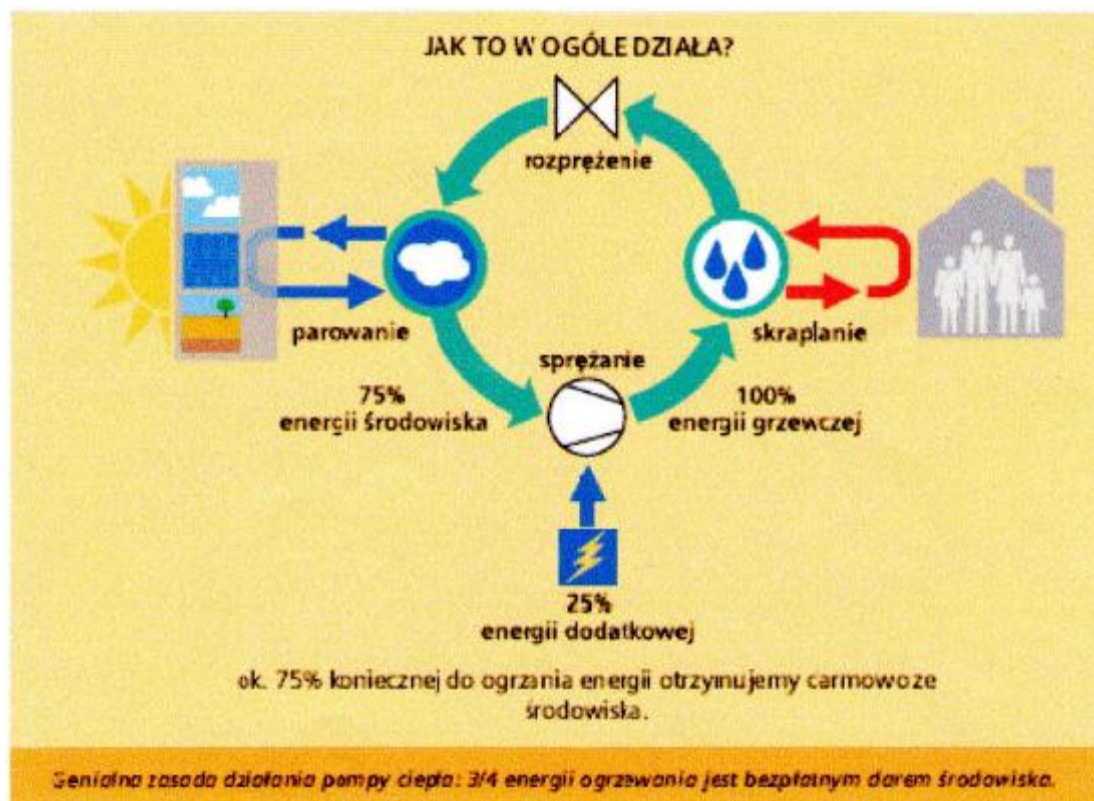 JAK TO W OGÓLE DZIAŁA?
rozprężenie
parowanie
skraplanie
sprężanie
75%
energii środowiska
100%
energii grzewczej
25%
energii dodatkowej
ok. 75% koniecznej do ogrzania energii otrzymujemy carmowoze
środowiska.
Genialna zasada działania pompy ciepła: 3/4 energii ogrzewania jest bezpłatnym darem środowiska.